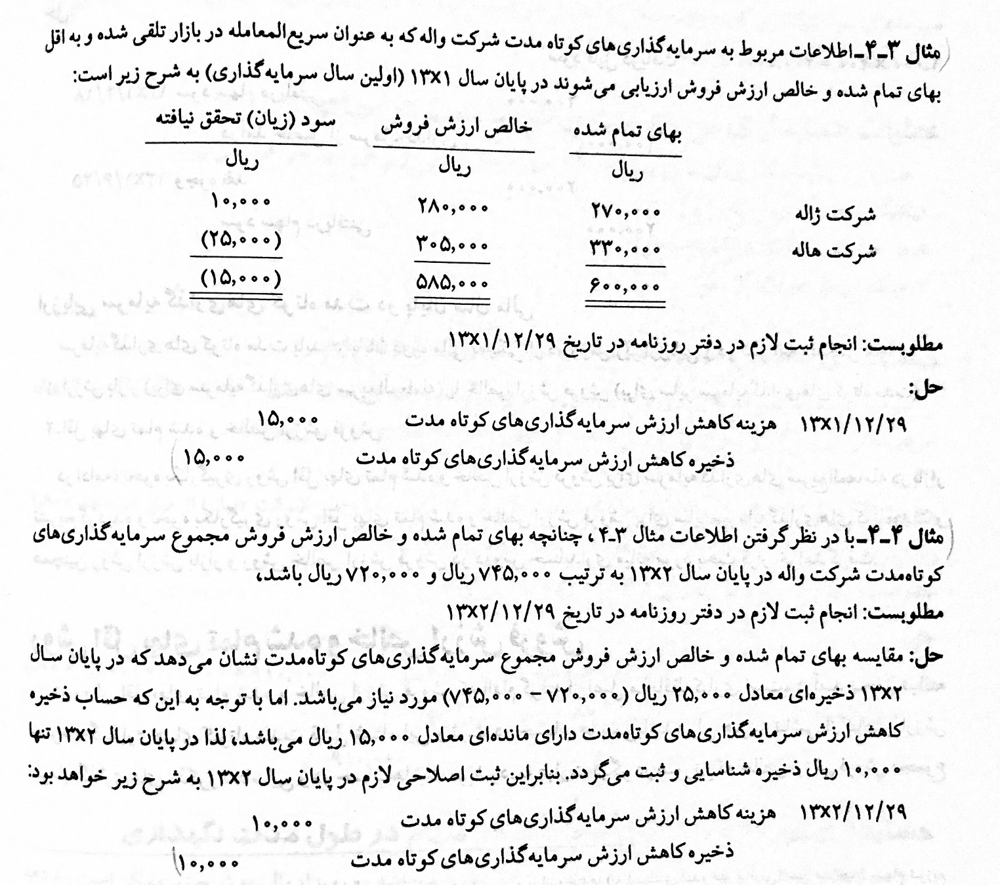 مثال ۳ـ۴ـ اطلاعات مربوط به سرمایه‌گذاری‌های کوتاه مدت شرکت واله که به عنوان سریع‌المعامله در بازار تلقی شده و به اقل
بهای تمام شده و خالص ارزش فروش ارزیابی می‌شوند در پایان سال ۱۳X۱ (اولین سال سرمایه‌گذاری) به شرح زیر است:
بهای تمام شده خالص ارزش فروش سود (زیان) تحقق نیافته
ریال ریال ریال
شرکت ژاله ۲۷۰,۰۰۰ ۲۸۰,۰۰۰ ۱۰,۰۰۰
شرکت هاله ۳۳۰,۰۰۰ ۳۰۵,۰۰۰ (۲۵,۰۰۰)
۶۰۰,۰۰۰ ۵۸۵,۰۰۰ (۱۵,۰۰۰)
مطلوبست: انجام ثبت لازم در دفتر روزنامه در تاریخ ۱۳X۱/۱۲/۲۹
حل:
۱۳X۱/۱۲/۲۹ هزینه کاهش ارزش سرمایه‌گذاری‌های کوتاه مدت ۱۵,۰۰۰
ذخیره کاهش ارزش سرمایه‌گذاری‌های کوتاه مدت ۱۵,۰۰۰
مثال ۴ـ۴ـ با در نظر گرفتن اطلاعات مثال ۳ـ۴، چنانچه بهای تمام شده و خالص ارزش فروش مجموع سرمایه‌گذاری‌های
کوتاه‌مدت شرکت واله در پایان سال ۱۳X۲ به ترتیب ۷۴۵,۰۰۰ ریال و ۷۲۰,۰۰۰ ریال باشد،
مطلوبست: انجام ثبت لازم در دفتر روزنامه در تاریخ ۱۳X۲/۱۲/۲۹
حل: مقایسه بهای تمام شده و خالص ارزش فروش مجموع سرمایه‌گذاری‌های کوتاه‌مدت نشان می‌دهد که در پایان سال
۱۳X۲ ذخیره‌ای معادل ۲۵,۰۰۰ ریال (۷۲۰,۰۰۰ – ۷۴۵,۰۰۰) مورد نیاز می‌باشد. اما با توجه به این‌که حساب ذخیره
کاهش ارزش سرمایه‌گذاری‌های کوتاه‌مدت دارای مانده‌ای معادل ۱۵,۰۰۰ ریال می‌باشد، لذا در پایان سال ۱۳X۲ تنها
۱۰,۰۰۰ ریال ذخیره شناسایی و ثبت می‌گردد. بنابراین ثبت اصلاحی لازم در پایان سال ۱۳X۲ به شرح زیر خواهد بود:
۱۳X۲/۱۲/۲۹ هزینه کاهش ارزش سرمایه‌گذاری‌های کوتاه مدت ۱۰,۰۰۰
ذخیره کاهش ارزش سرمایه‌گذاری‌های کوتاه مدت ۱۰,۰۰۰